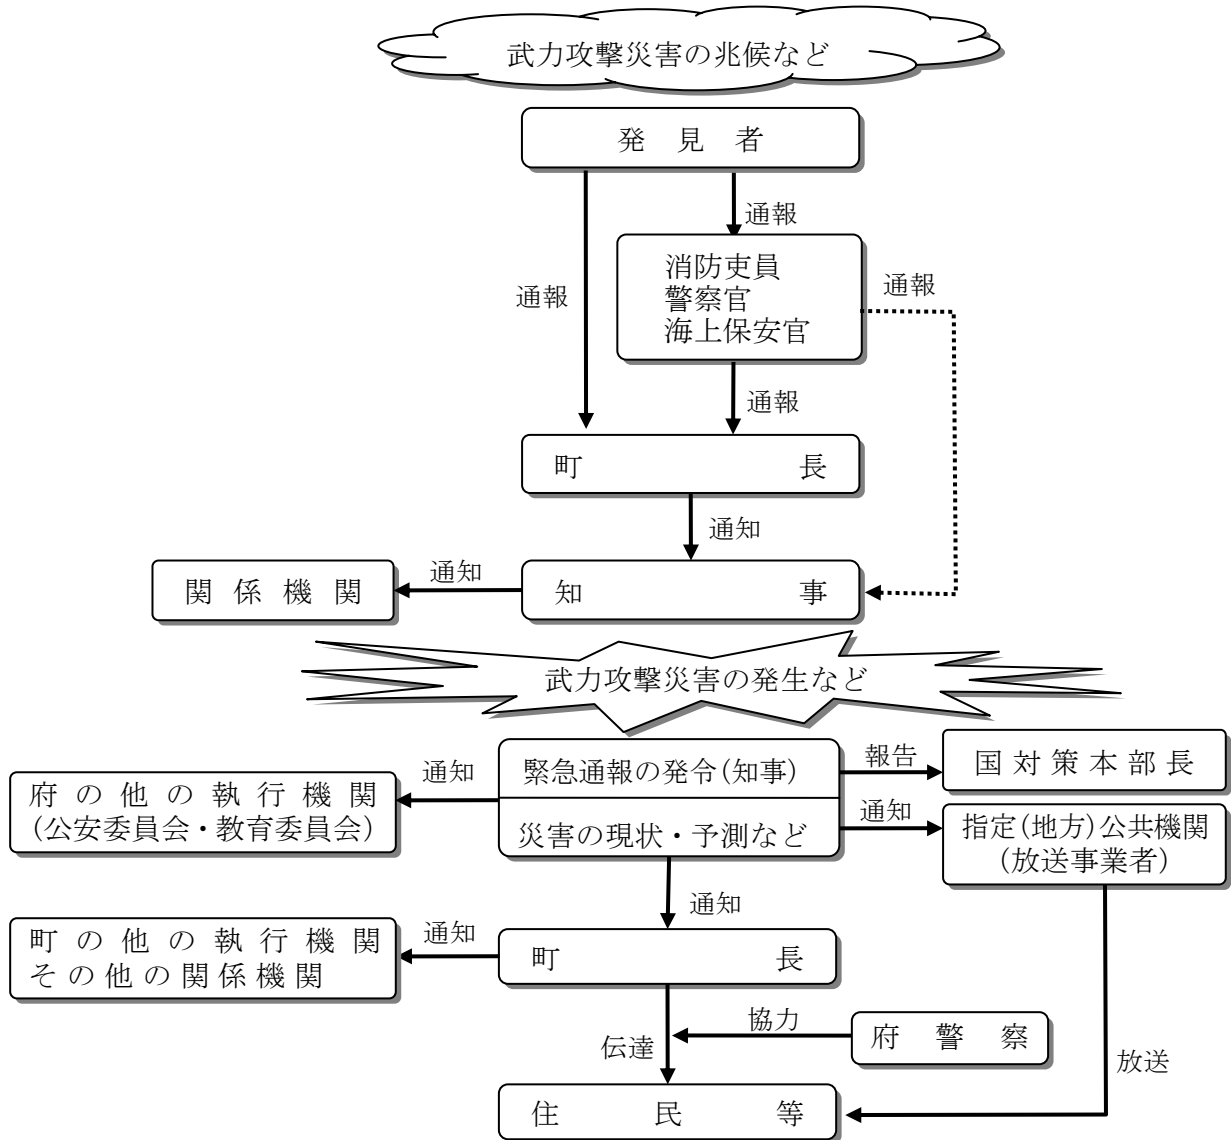 武力攻撃災害の兆候など
発見者
通報
通報
消防吏員
警察官
海上保安官
通報
通報
町長
通知
関係機関
通知
知事
武力攻撃災害の発生など
緊急通報の発令(知事)
災害の現状・予測など
報告
国対策本部長
通知
府の他の執行機関
(公安委員会・教育委員会)
通知
指定(地方)公共機関
(放送事業者)
通知
町の他の執行機関
その他の関係機関
通知
町長
協力
府警察
伝達
放送
住民等